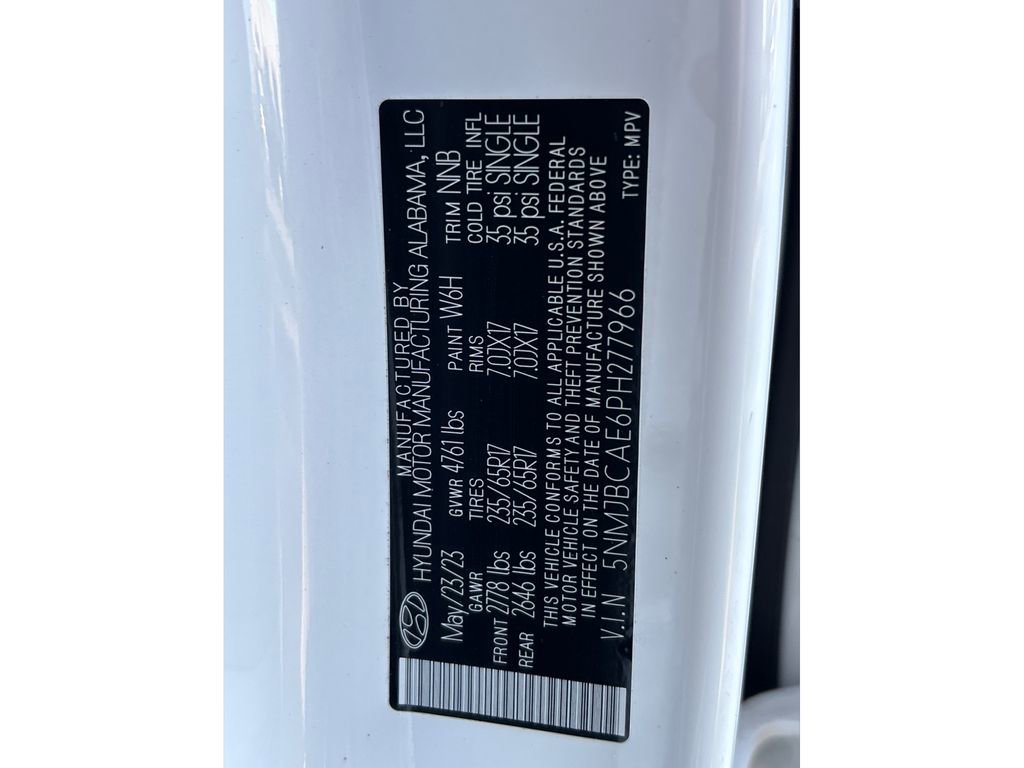 MANUFACTURED BY
HYUNDAI MOTOR MANUFACTURING ALABAMA, LLC
May/23/23 GVWR 4761 lbs PAINT W6H TRIM NNB
GAWR TIRES RIMS COLD TIRE INFL
FRONT 2778 lbs 235/65R17 7.0JX17 35 psi SINGLE
REAR 2646 lbs 235/65R17 7.0JX17 35 psi SINGLE
THIS VEHICLE CONFORMS TO ALL APPLICABLE U.S.A. FEDERAL
MOTOR VEHICLE SAFETY AND THEFT PREVENTION STANDARDS
IN EFFECT ON THE DATE OF MANUFACTURE SHOWN ABOVE
V.I.N 5NMJBCAE6PH277966 TYPE: MPV